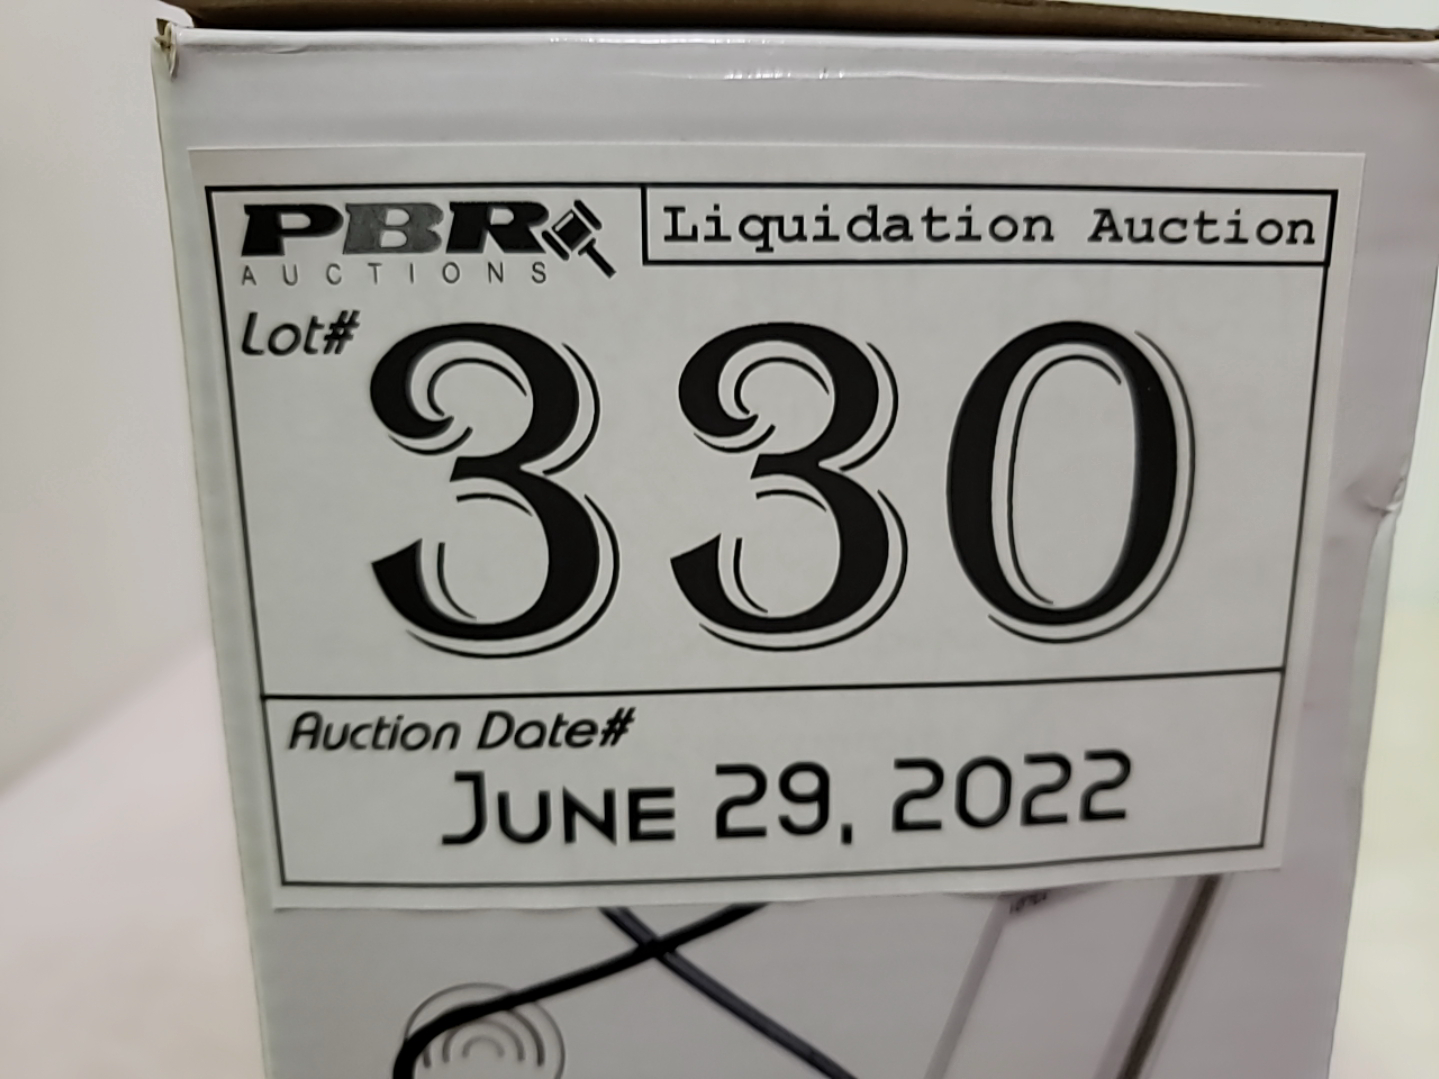 PBR
AUCTIONS
Liquidation Auction
Lot#
330
Auction Date#
June 29, 2022